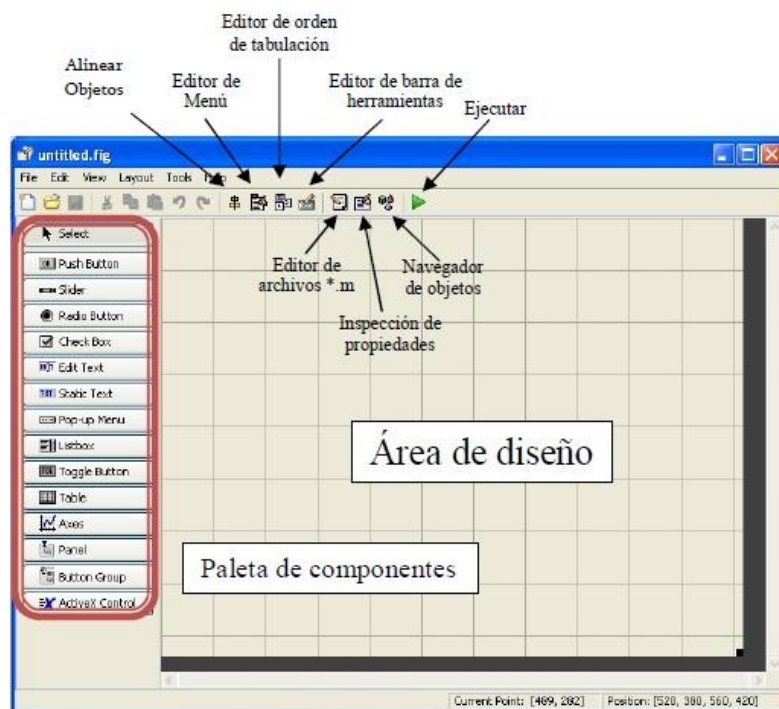 Editor de orden
de tabulación
Alinear
Objetos
Editor de
Menú
Editor de barra de
herramientas
Ejecutar
untitled.fig
File Edit View Layout Tools Help
Select
Push Button
Slider
Radio Button
Check Box
Edit Text
Static Text
Pop-up Menu
Listbox
Toggle Button
Table
Axes
Panel
Button Group
ActiveX Control
Editor de
archivos *.m
Navegador
de objetos
Inspección de
propiedades
Área de diseño
Paleta de componentes
Current Point: [489, 282] Position: [520, 380, 560, 420]